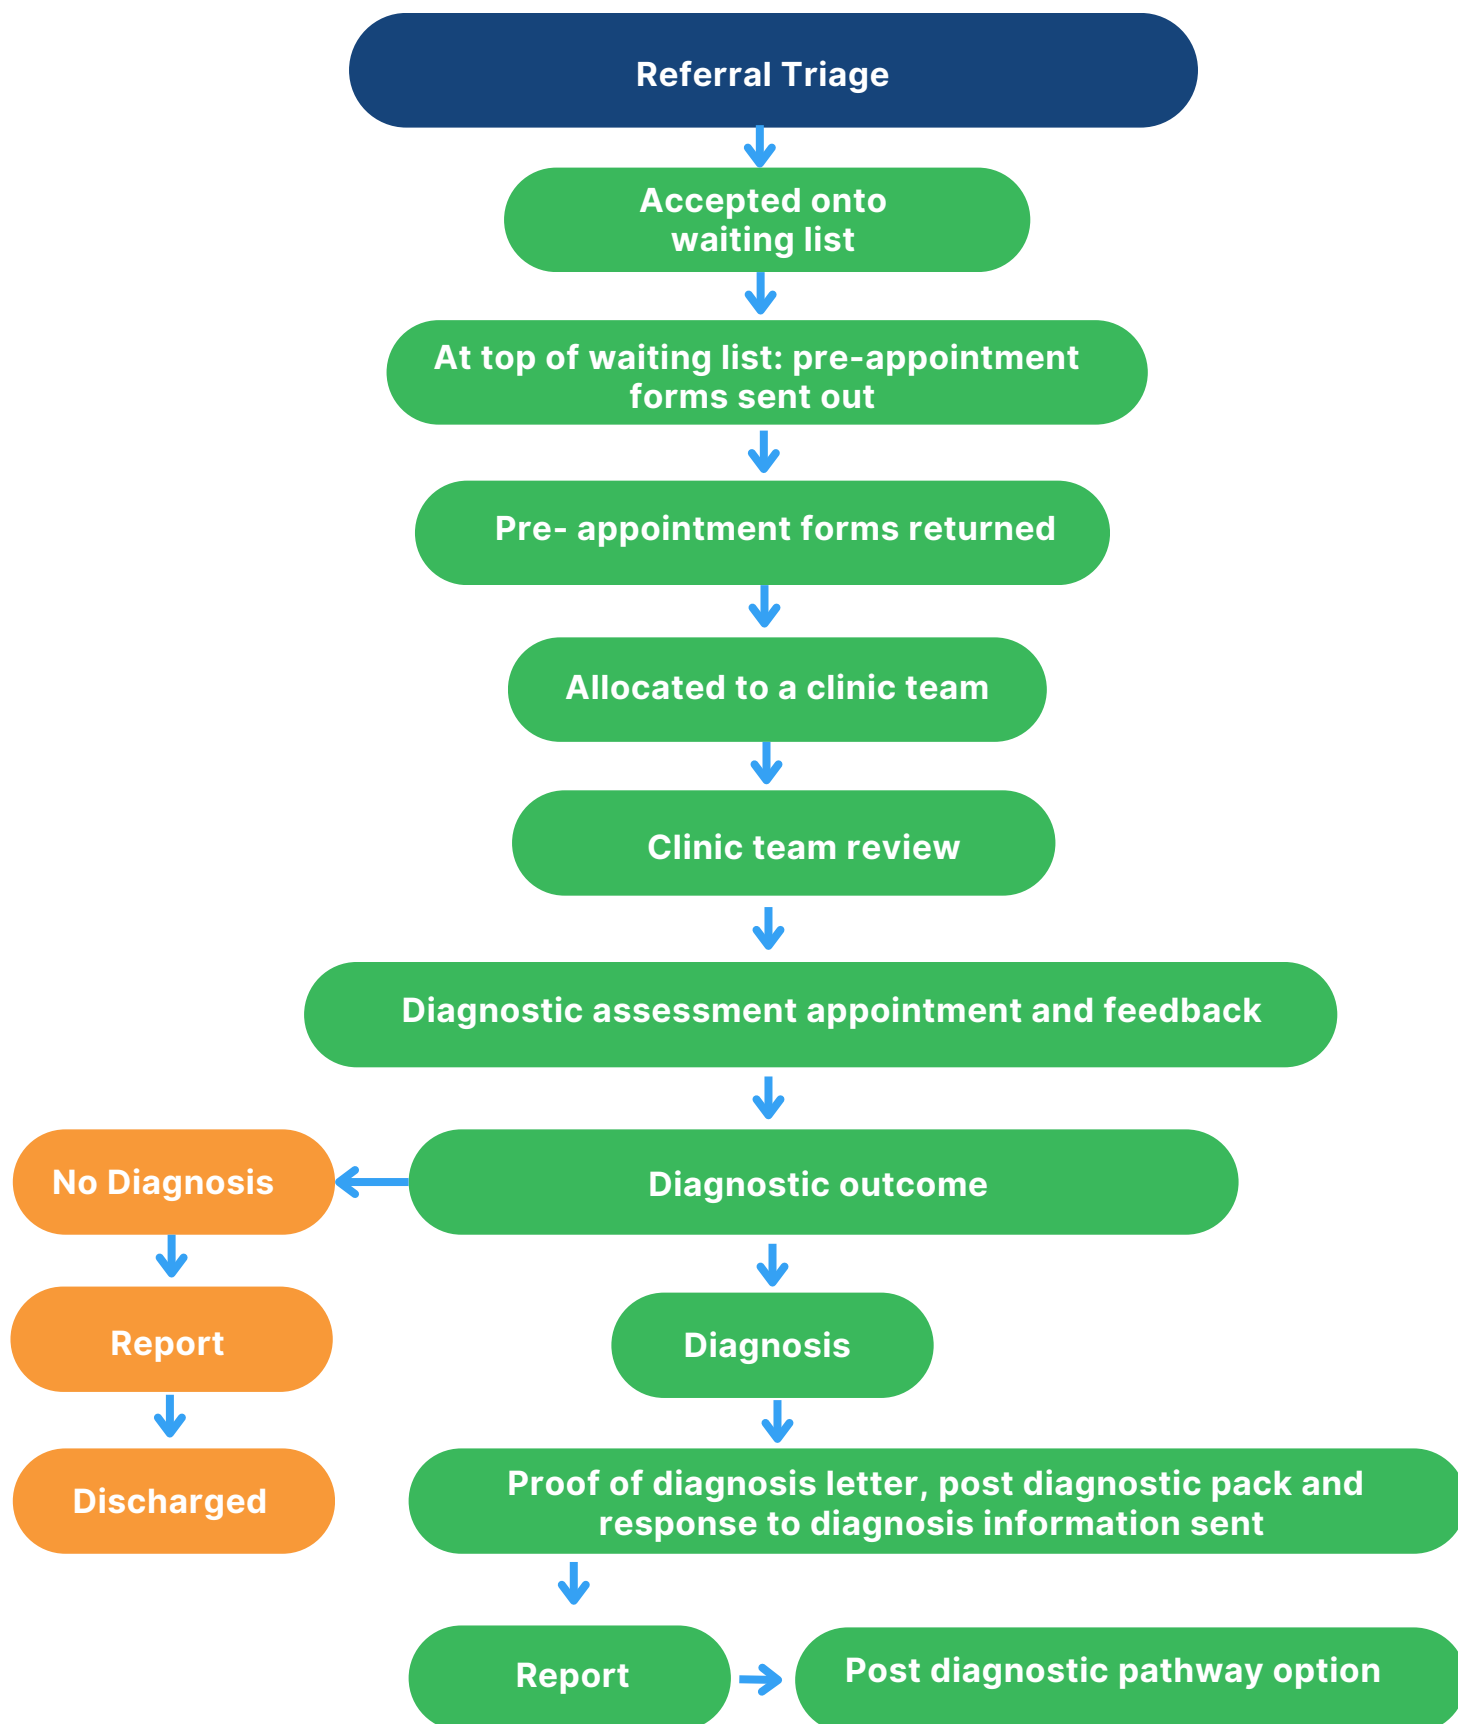 Referral Triage
Accepted onto
waiting list
At top of waiting list: pre-appointment
forms sent out
Pre- appointment forms returned
Allocated to a clinic team
Clinic team review
Diagnostic assessment appointment and feedback
No Diagnosis
Diagnostic outcome
Report
Diagnosis
Discharged
Proof of diagnosis letter, post diagnostic pack and
response to diagnosis information sent
Report
Post diagnostic pathway option